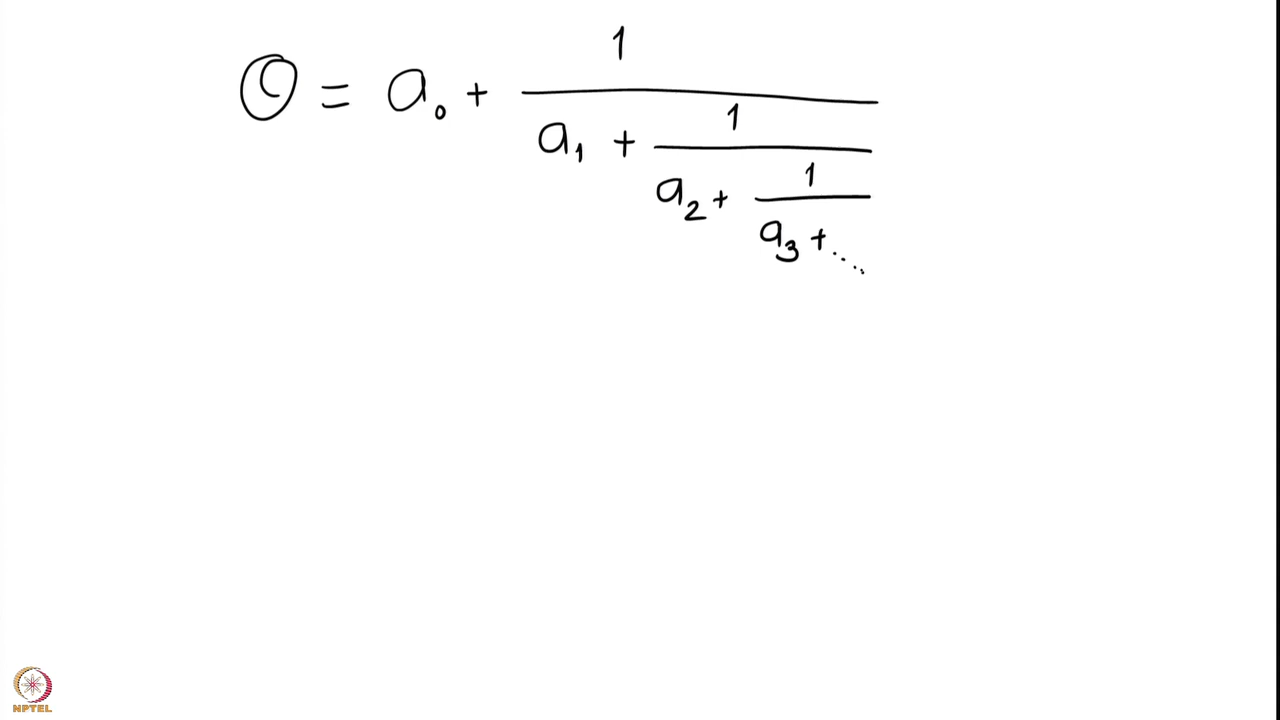 𝒪 = a₀ + 1
a₁ + 1
a₂ + 1
a₃ + ....
NPTEL